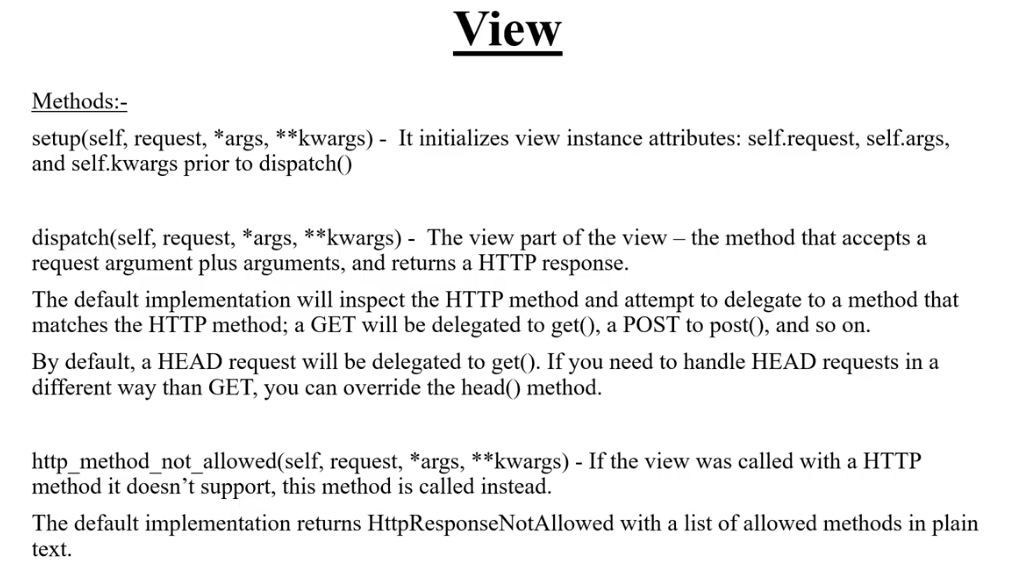 View
Methods:-
setup(self, request, *args, **kwargs) -  It initializes view instance attributes: self.request, self.args,
and self.kwargs prior to dispatch()
dispatch(self, request, *args, **kwargs) -  The view part of the view – the method that accepts a
request argument plus arguments, and returns a HTTP response.
The default implementation will inspect the HTTP method and attempt to delegate to a method that
matches the HTTP method; a GET will be delegated to get(), a POST to post(), and so on.
By default, a HEAD request will be delegated to get(). If you need to handle HEAD requests in a
different way than GET, you can override the head() method.
http_method_not_allowed(self, request, *args, **kwargs) - If the view was called with a HTTP
method it doesn’t support, this method is called instead.
The default implementation returns HttpResponseNotAllowed with a list of allowed methods in plain
text.